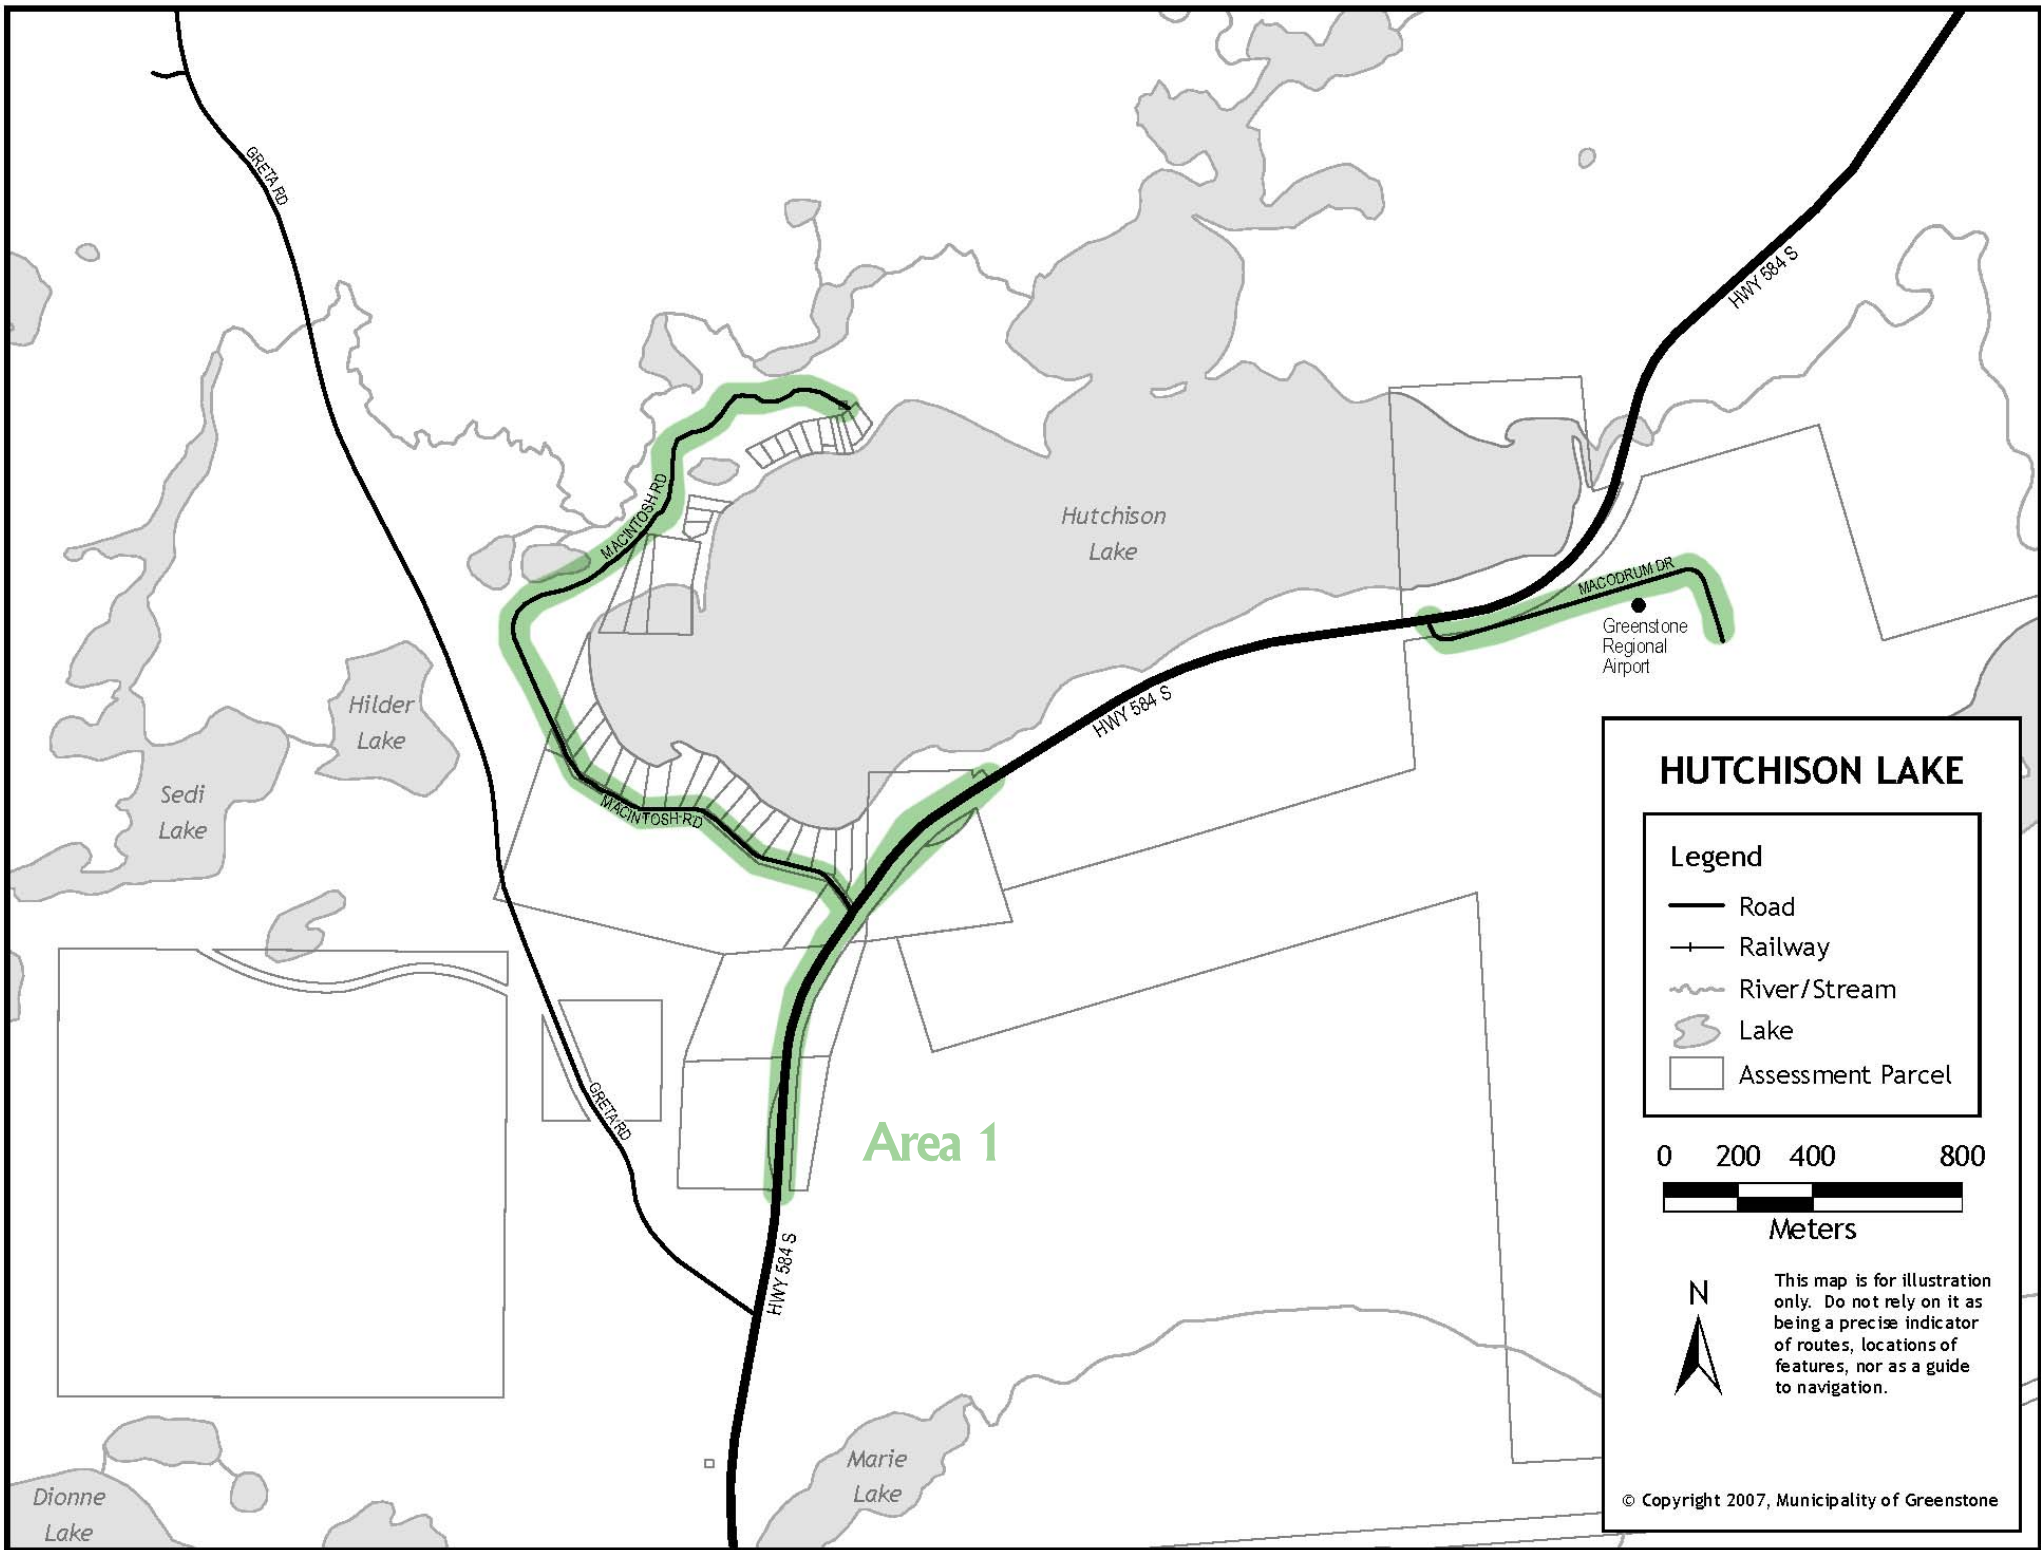 GRETA RD
HWY 584 S
MACINTOSH RD
Hutchison
Lake
MACODRUM DR
Greenstone
Regional
Airport
Hilder
Lake
HWY 584 S
Sedi
Lake
MACINTOSH RD
GRETA RD
Area 1
HWY 584 S
Marie
Lake
Dionne
Lake
HUTCHISON LAKE
Legend
Road
Railway
River/Stream
Lake
Assessment Parcel
0 200 400 800
Meters
N
This map is for illustration
only. Do not rely on it as
being a precise indicator
of routes, locations of
features, nor as a guide
to navigation.
© Copyright 2007, Municipality of Greenstone